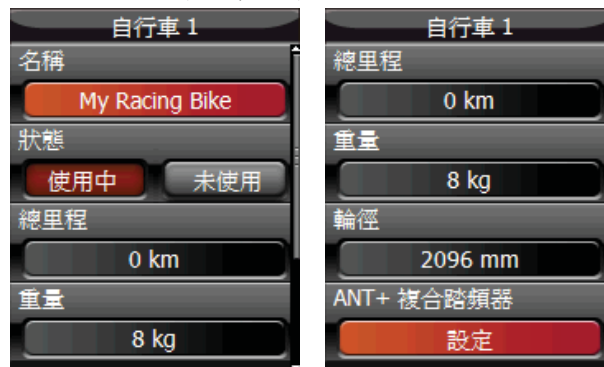 自行車 1
名稱
My Racing Bike
狀態
使用中 未使用
總里程
0 km
重量
8 kg
自行車 1
總里程
0 km
重量
8 kg
輪徑
2096 mm
ANT+ 複合踏頻器
設定